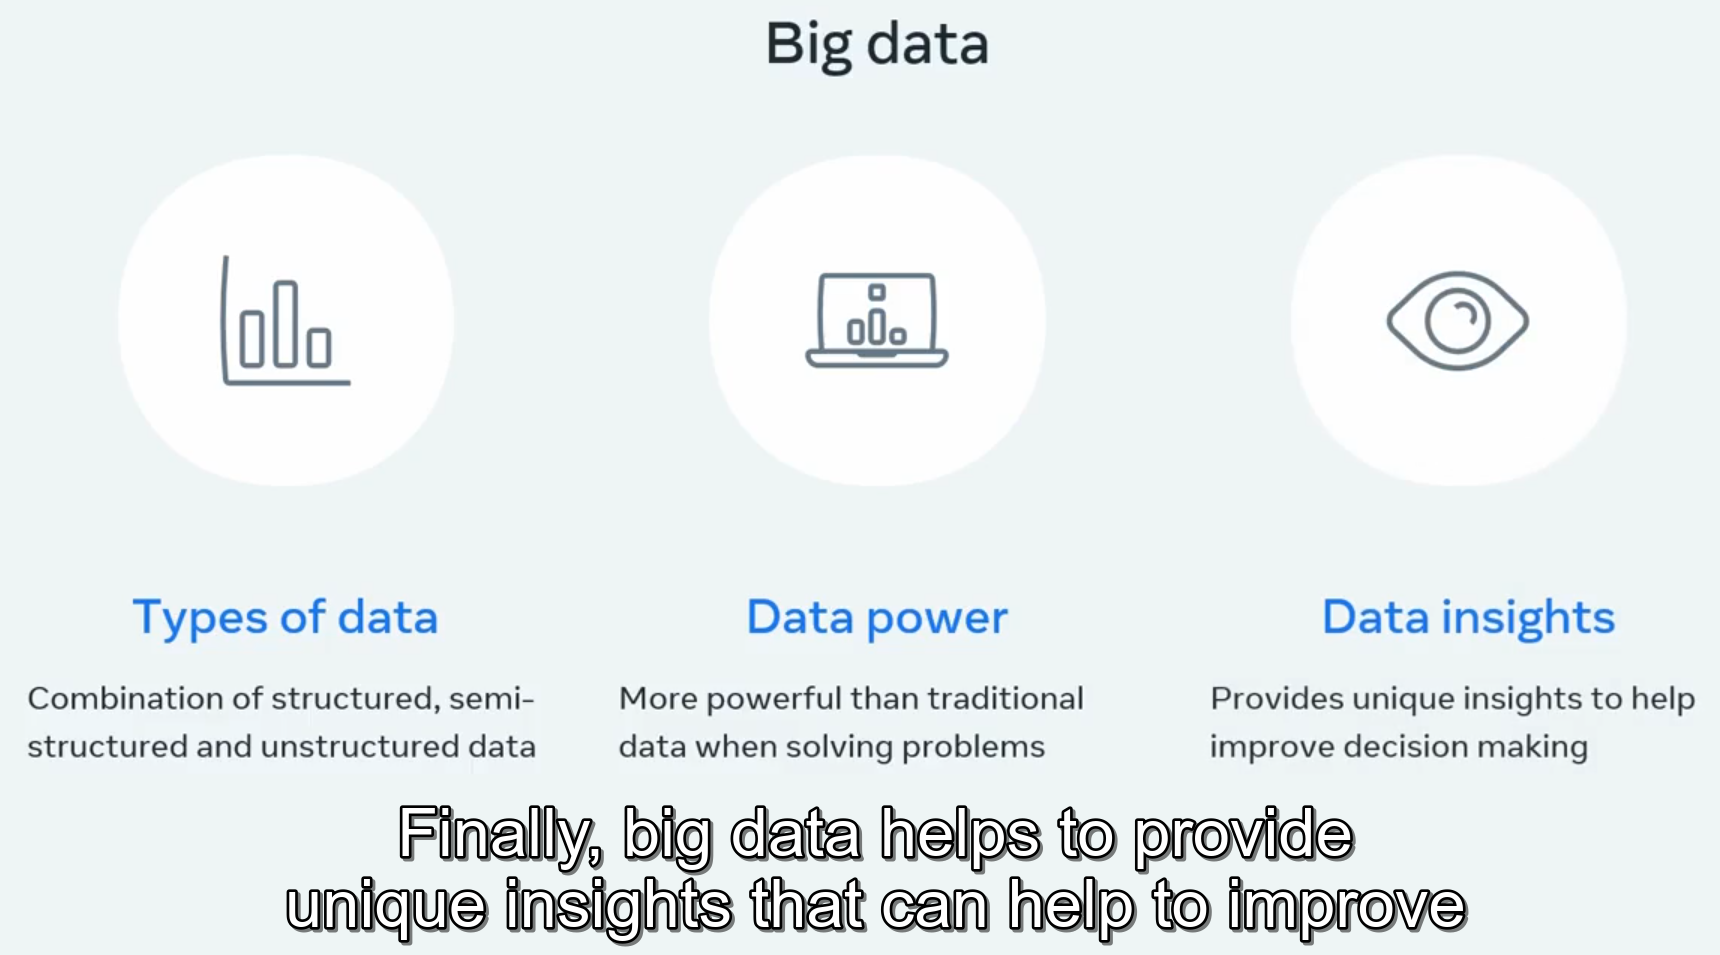 Big data
Types of data
Combination of structured, semi-
structured and unstructured data
Data power
More powerful than traditional
data when solving problems
Data insights
Provides unique insights to help
improve decision making
Finally, big data helps to provide
unique insights that can help to improve